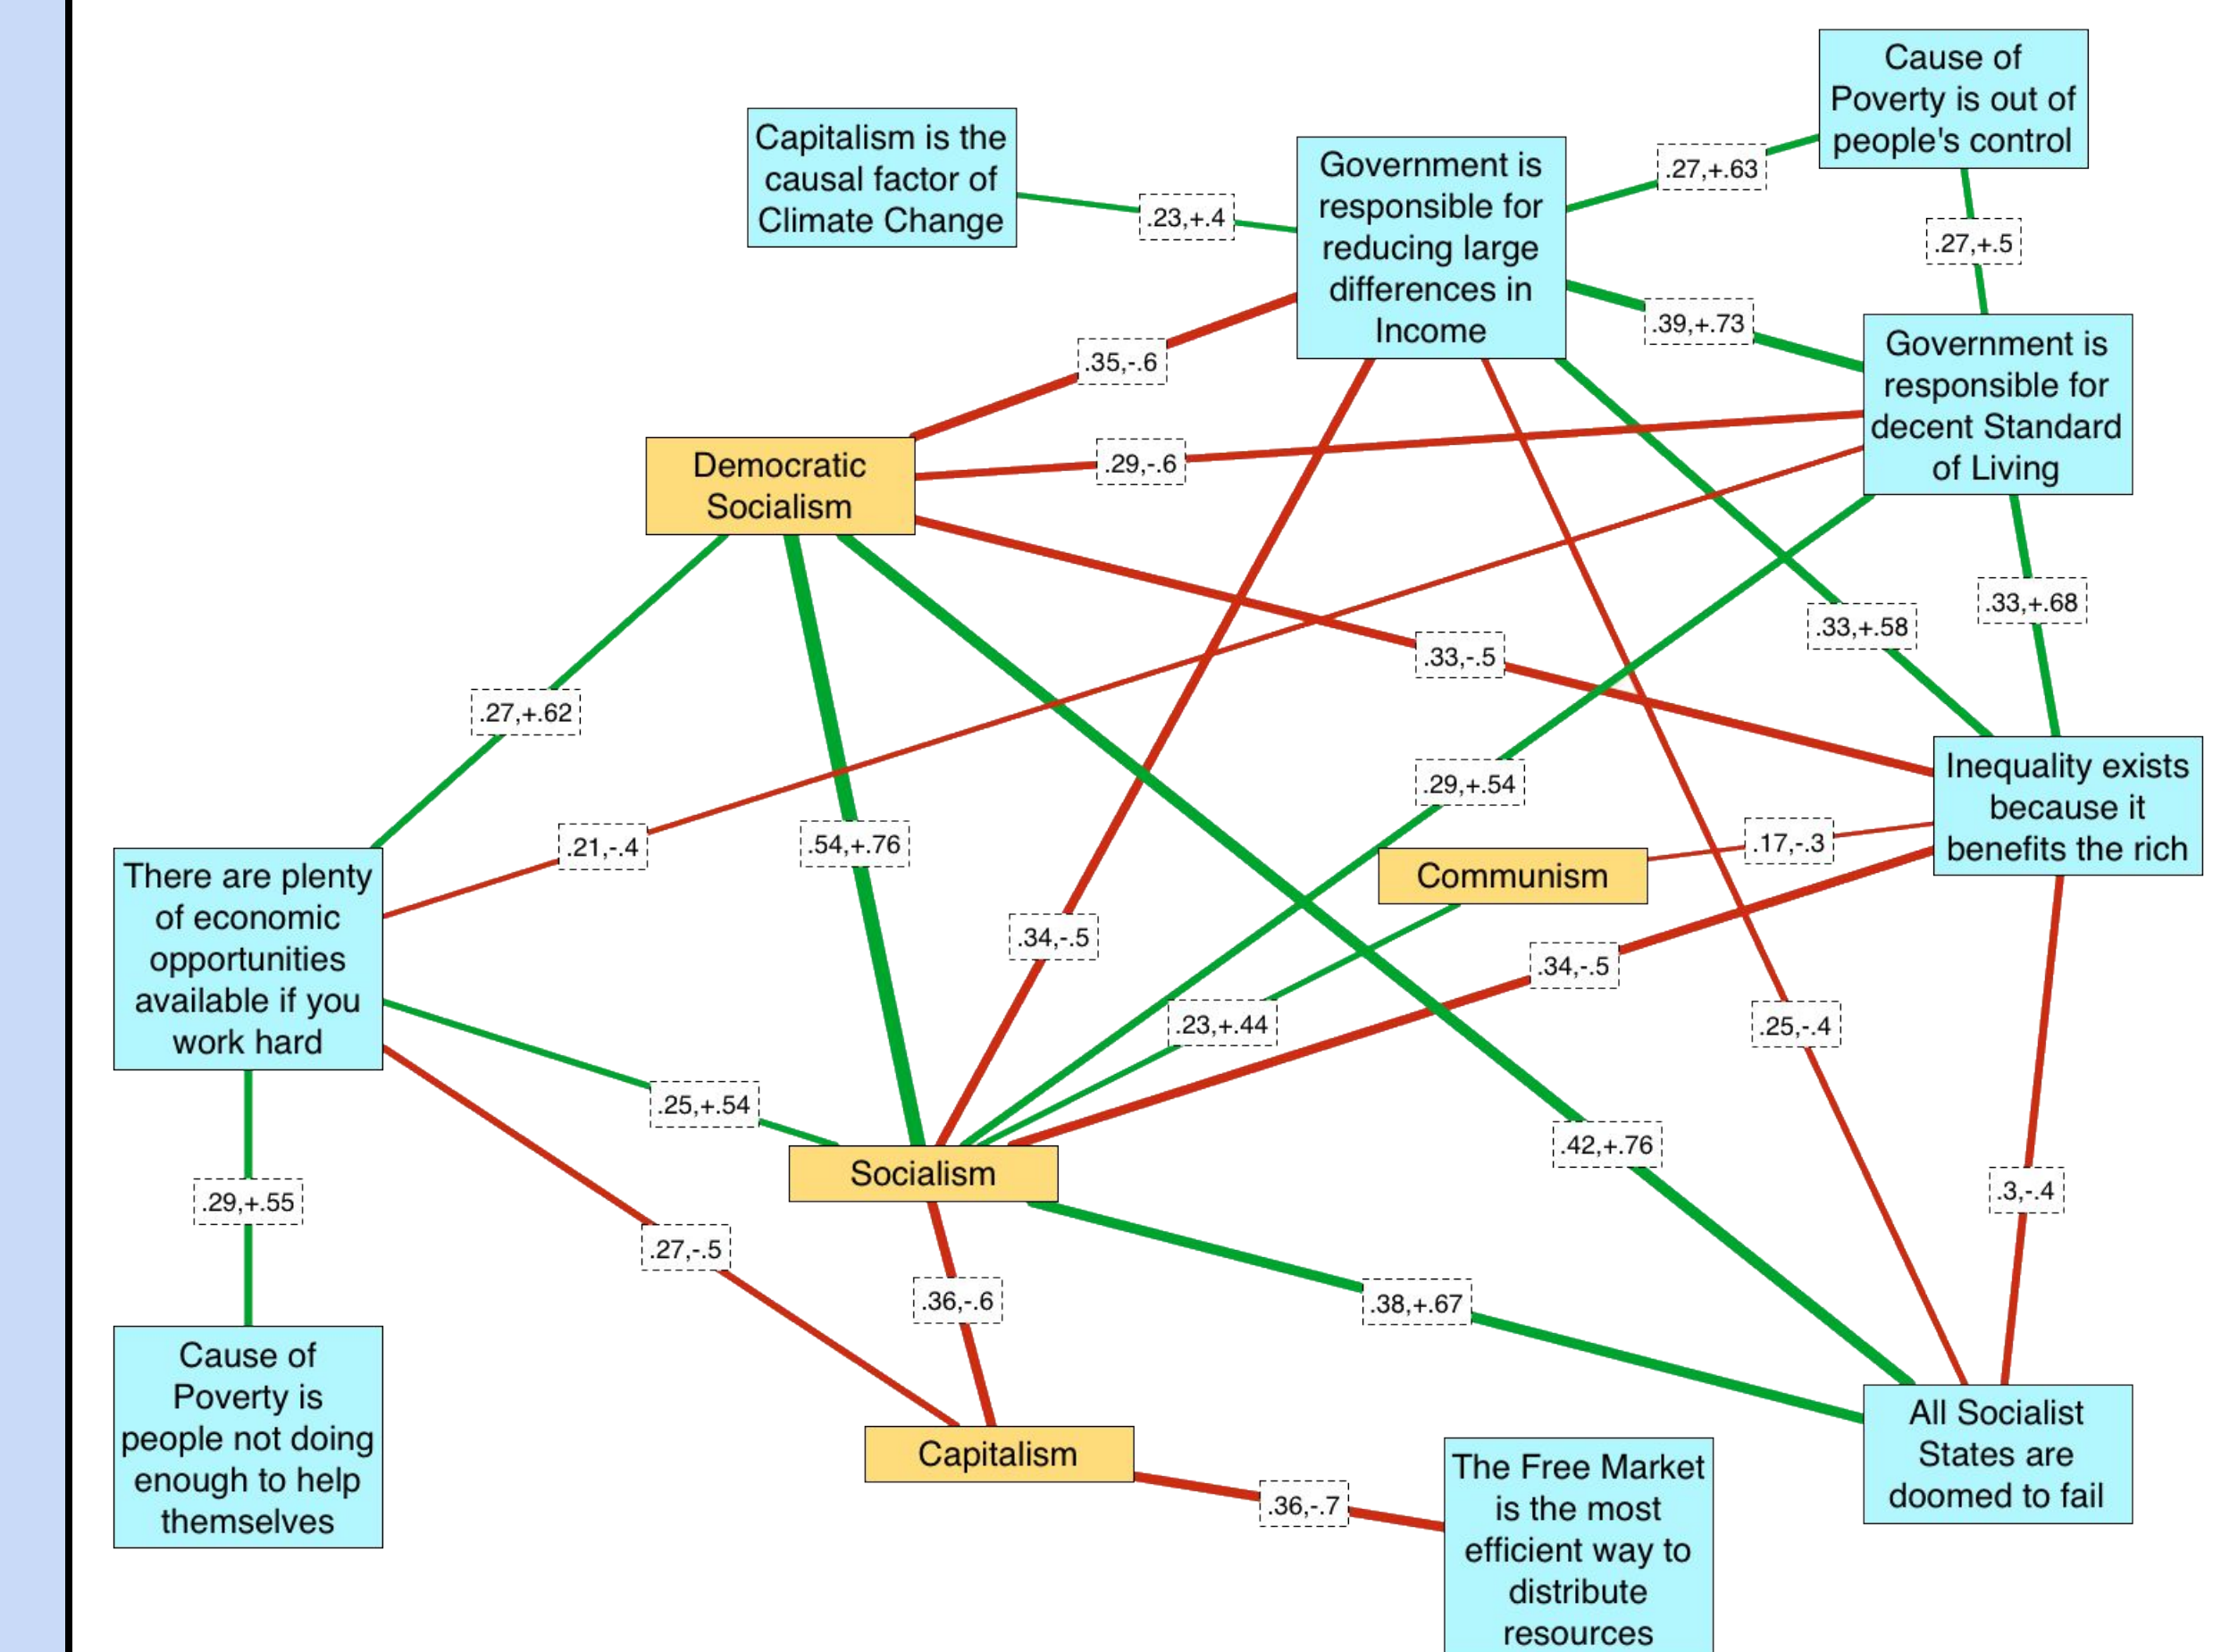 Cause of
Poverty is out of
people's control
Capitalism is the
causal factor of
Climate Change
Government is
responsible for
reducing large
differences in
Income
.27,+.63
.23,+.4
.27,+.5
.39,+.73
.35,-.6
Government is
responsible for
decent Standard
of Living
Democratic
Socialism
.29,-.6
.33,+.58
.33,+.68
.33,-.5
.27,+.62
.29,+.54
.21,-.4
.54,+.76
Inequality exists
because it
benefits the rich
.17,-.3
Communism
There are plenty
of economic
opportunities
available if you
work hard
.34,-.5
.34,-.5
.23,+.44
.25,-.4
.25,+.54
.42,+.76
Socialism
.3,-.4
.29,+.55
.27,-.5
.36,-.6
.38,+.67
Cause of
Poverty is
people not doing
enough to help
themselves
Capitalism
.36,-.7
The Free Market
is the most
efficient way to
distribute
resources
All Socialist
States are
doomed to fail